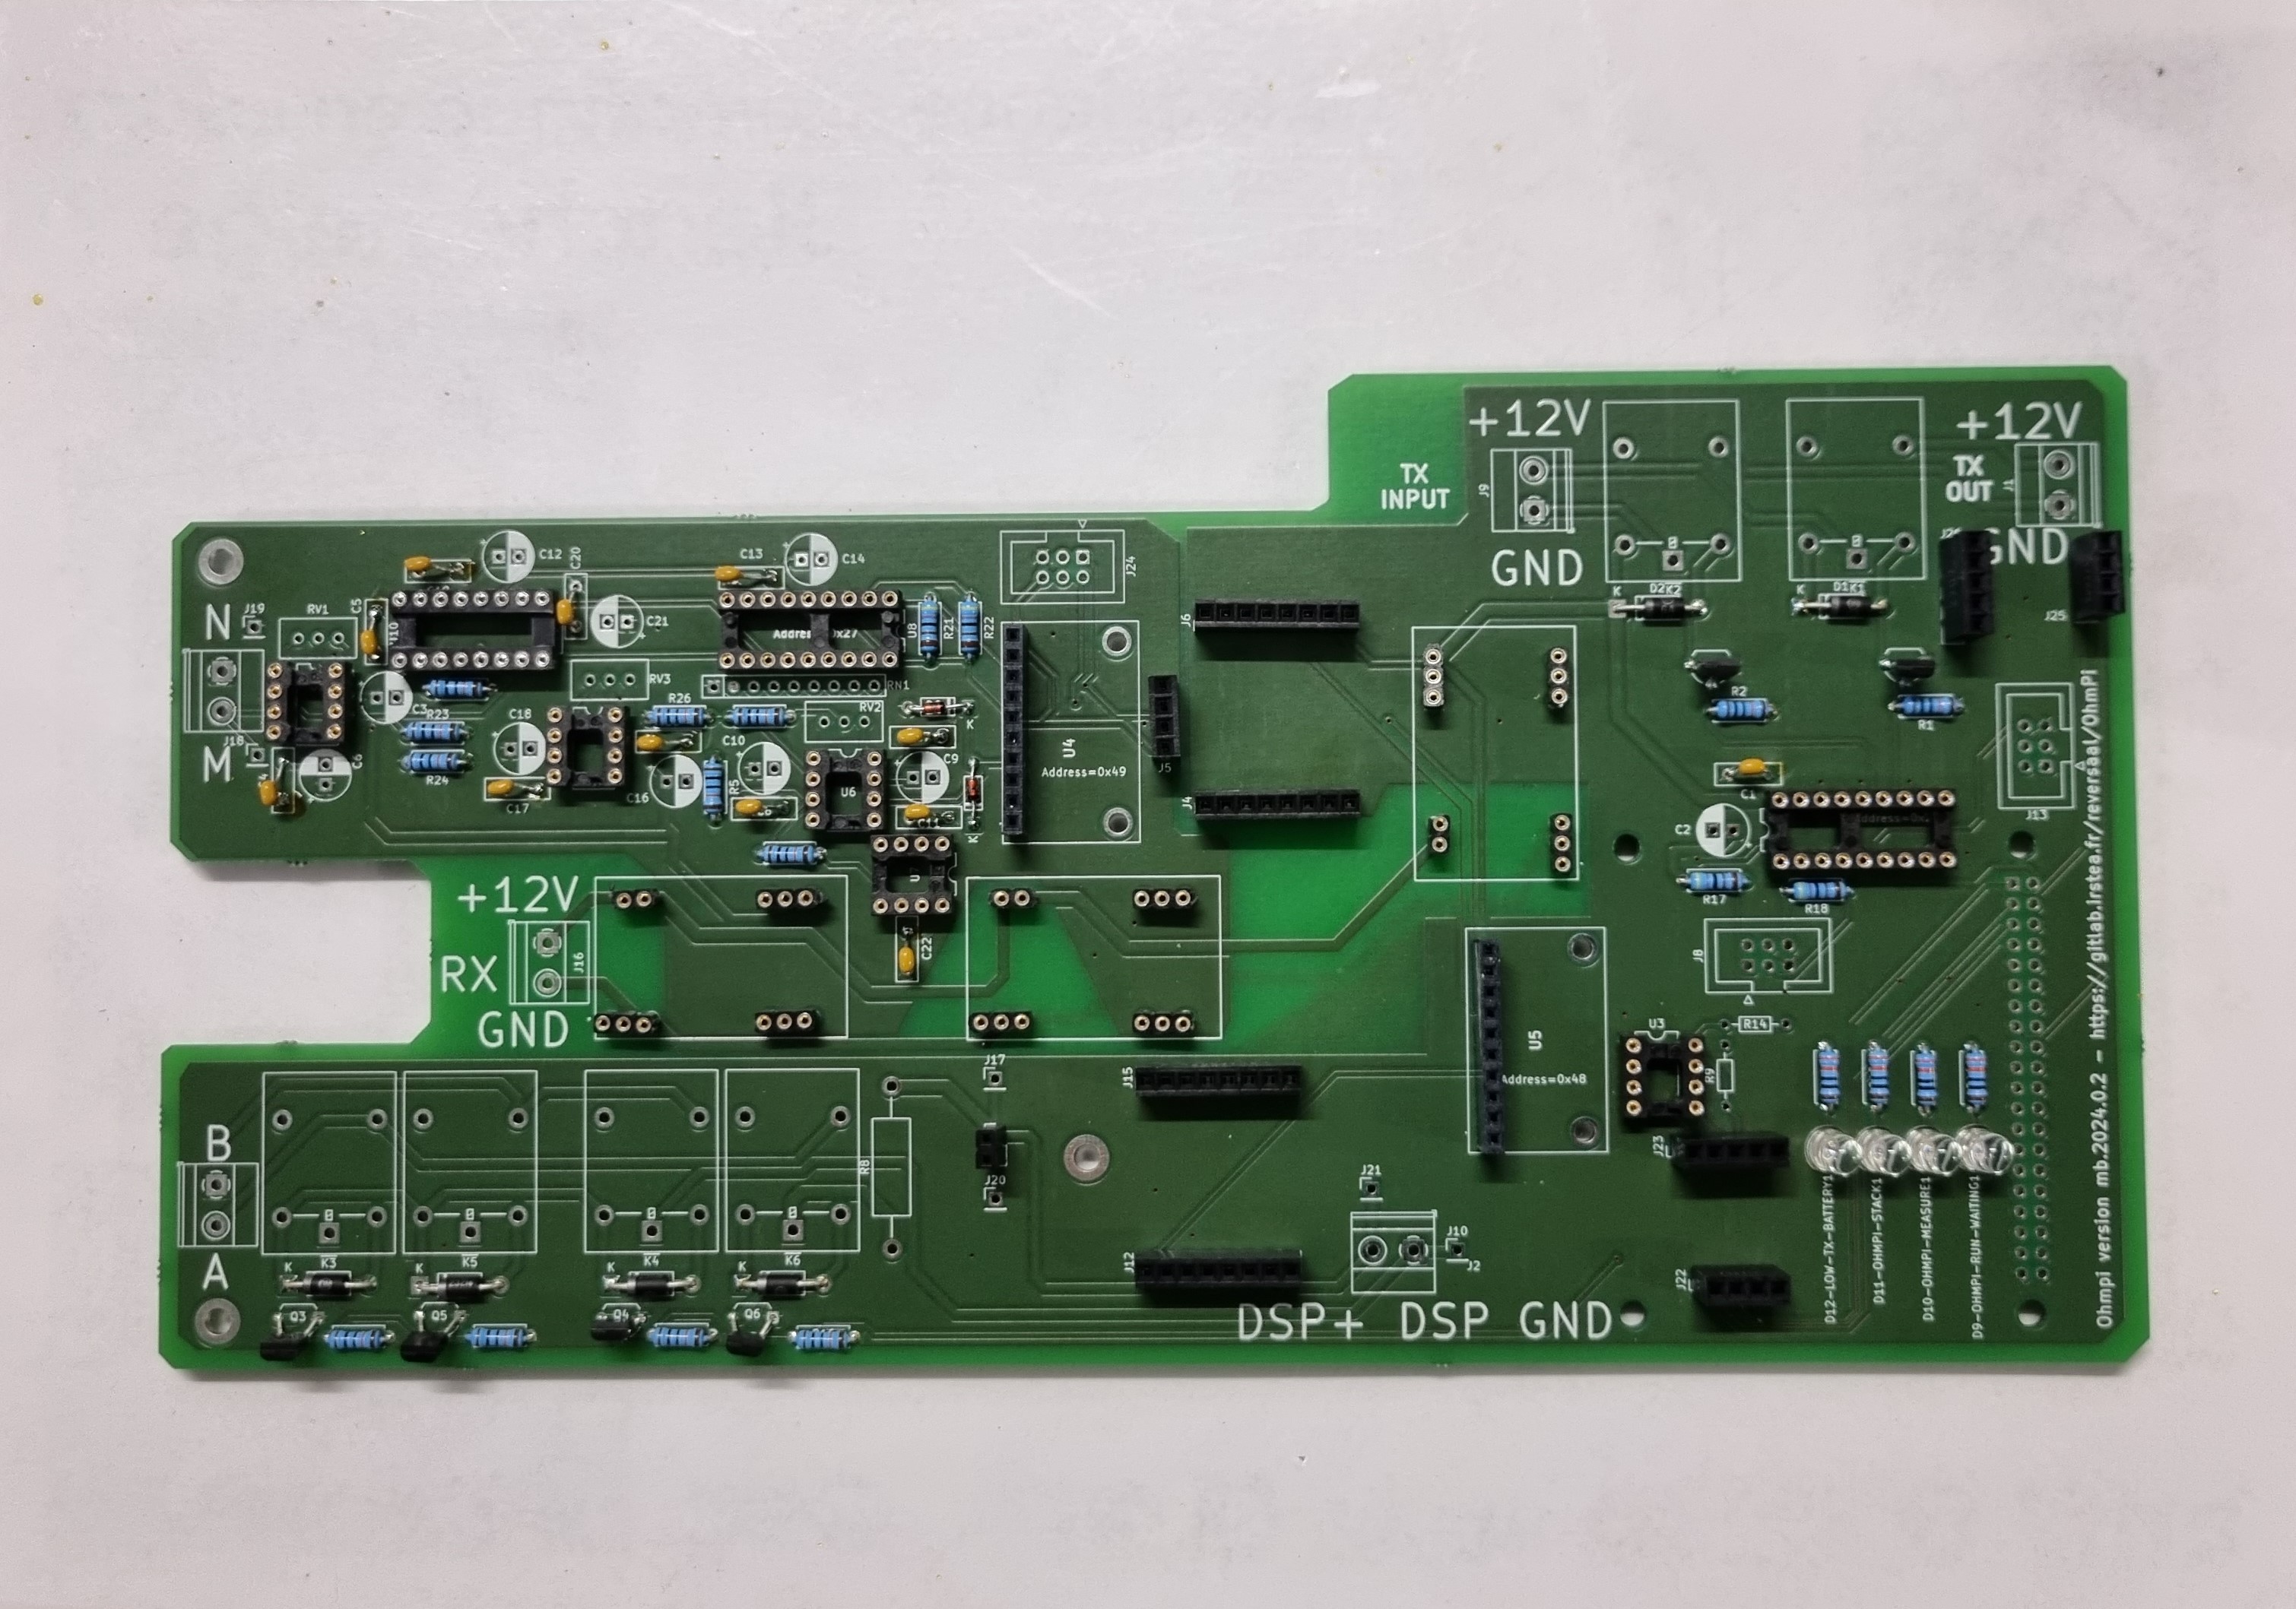 +12V
+12V
TX
INPUT
J9
TX
OUT
J1
GND
GND
J25
D2
K2
D1
K1
K
K
R2
R1
C12
C20
C13
C14
J24
N
J19
RV1
C5
C21
U8
R21
R22
J6
RV3
RN1
R26
RV2
C3
R23
C18
K
J18
M
C6
R24
C17
C16
R5
C10
U6
C9
C11
K
U4
Address=0x49
J5
J4
C1
C2
J13
R17
R18
+12V
RX
J16
GND
C22
J8
U5
Address=0x48
U3
R14
R9
J17
J15
J23
B
A
R8
J20
K3
K5
K4
K6
K
K
K
K
Q3
Q5
Q4
Q6
J12
J21
J10
J2
J22
DSP+ DSP GND
D12-LOW-TX-BATTERY1
D11-OHMPI-STACK1
D10-OHMPI-MEASURE1
D9-OHMPI-RUN-WAITING1
Ohmpi version mb.2024.0.2 - https://gitlab.irstea.fr/reversaal/OhmPi